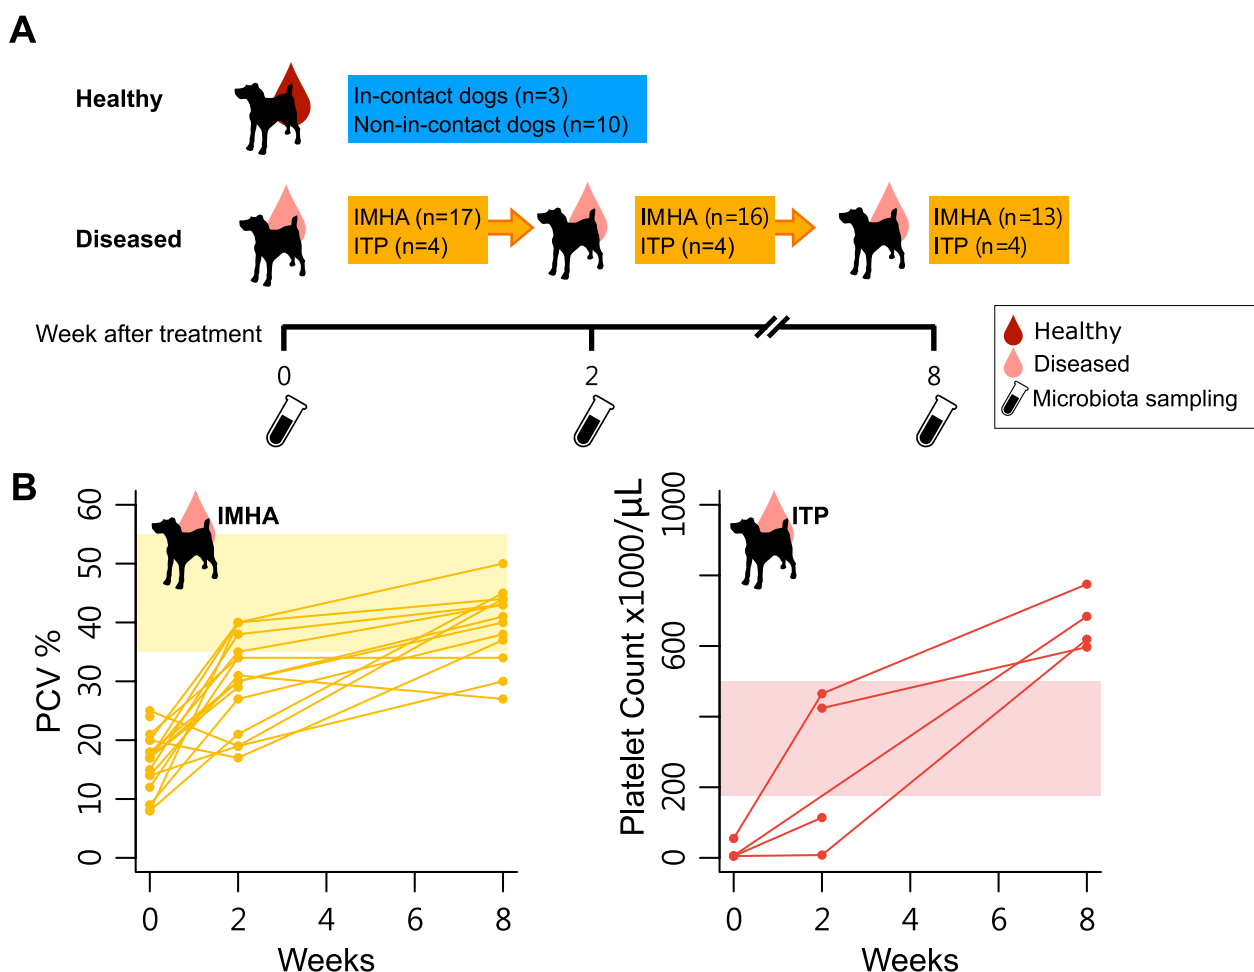 A
Healthy
In-contact dogs (n=3)
Non-in-contact dogs (n=10)
Diseased
IMHA (n=17)
ITP (n=4)
IMHA (n=16)
ITP (n=4)
IMHA (n=13)
ITP (n=4)
Week after treatment
0
2
8
Healthy
Diseased
Microbiota sampling
B
IMHA
PCV %
60
50
40
30
20
10
0
0 2 4 6 8
Weeks
ITP
Platelet Count x1000/µL
1000
600
200
0
0 2 4 6 8
Weeks